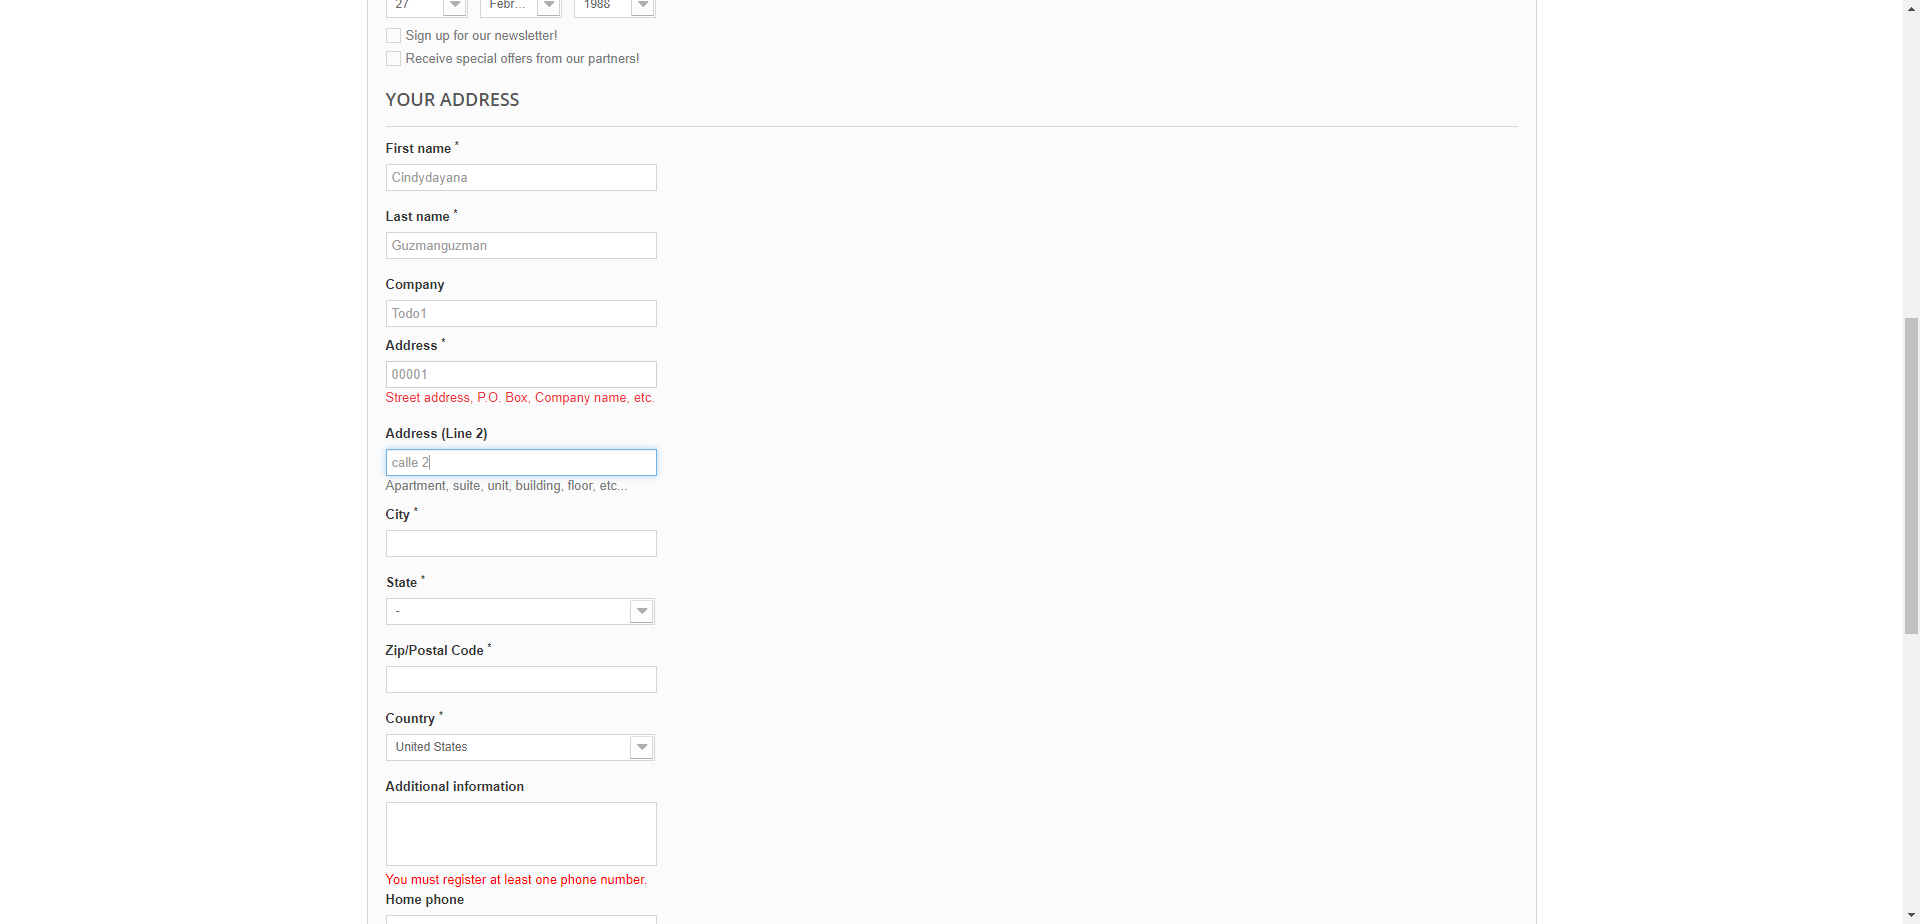 27 Febr... 1988
Sign up for our newsletter!
Receive special offers from our partners!
YOUR ADDRESS
First name *
Cindydayana
Last name *
Guzmanguzman
Company
Todo1
Address *
00001
Street address, P.O. Box, Company name, etc.
Address (Line 2)
calle 2
Apartment, suite, unit, building, floor, etc...
City *
State *
-
Zip/Postal Code *
Country *
United States
Additional information
You must register at least one phone number.
Home phone